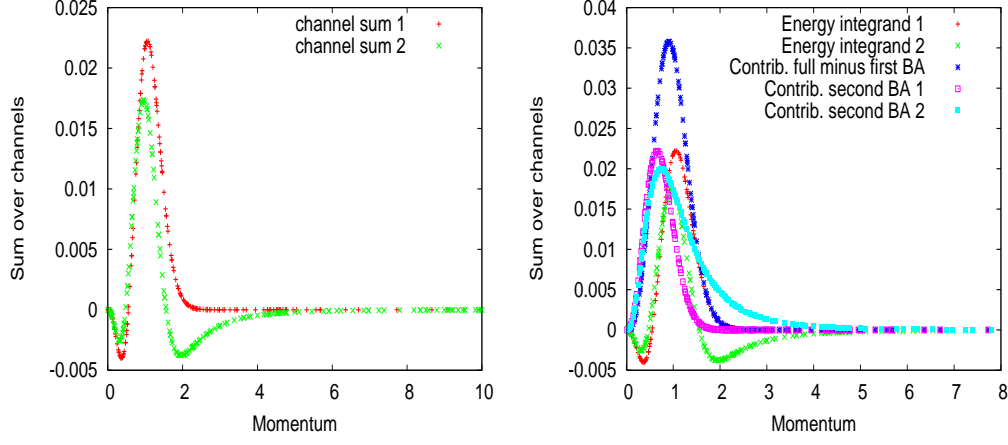 channel sum 1
channel sum 2
0.025
0.02
0.015
0.01
0.005
0
-0.005
0 2 4 6 8 10
Momentum
Sum over channels
Energy integrand 1
Energy integrand 2
Contrib. full minus first BA
Contrib. second BA 1
Contrib. second BA 2
0.04
0.035
0.03
0.025
0.02
0.015
0.01
0.005
0
-0.005
0 1 2 3 4 5 6 7 8
Momentum
Sum over channels